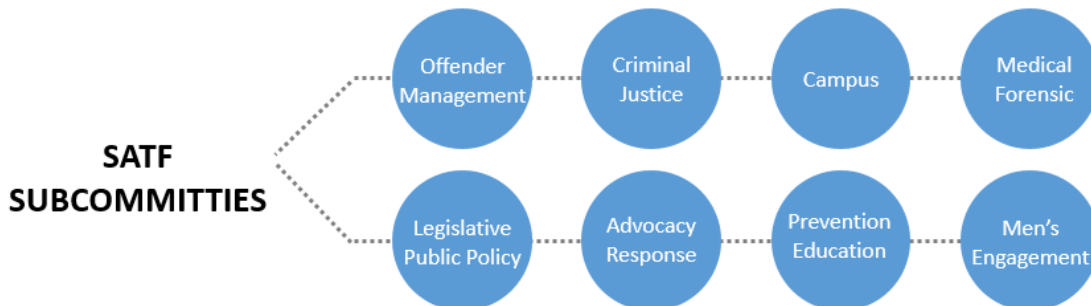 SATF
SUBCOMMITTIES
Offender
Management
Criminal
Justice
Campus
Medical
Forensic
Legislative
Public Policy
Advocacy
Response
Prevention
Education
Men's
Engagement